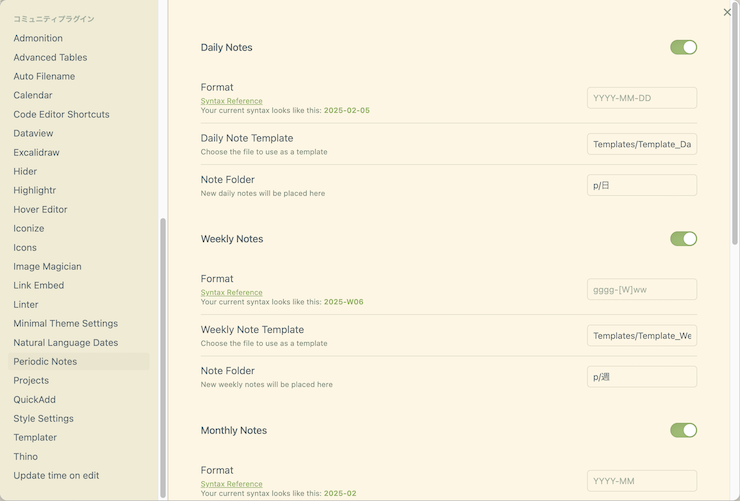 コミュニティプラグイン
Admonition
Advanced Tables
Auto Filename
Calendar
Code Editor Shortcuts
Dataview
Excalidraw
Hider
Highlightr
Hover Editor
Iconize
Icons
Image Magician
Link Embed
Linter
Minimal Theme Settings
Natural Language Dates
Periodic Notes
Projects
QuickAdd
Style Settings
Templater
Thino
Update time on edit
Daily Notes
Format
Syntax Reference
Your current syntax looks like this: 2025-02-05
YYYY-MM-DD
Daily Note Template
Choose the file to use as a template
Templates/Template_Da
Note Folder
New daily notes will be placed here
p/日
Weekly Notes
Format
Syntax Reference
Your current syntax looks like this: 2025-W06
gggg-[W]ww
Weekly Note Template
Choose the file to use as a template
Templates/Template_We
Note Folder
New weekly notes will be placed here
p/週
Monthly Notes
Format
Syntax Reference
Your current syntax looks like this: 2025-02
YYYY-MM